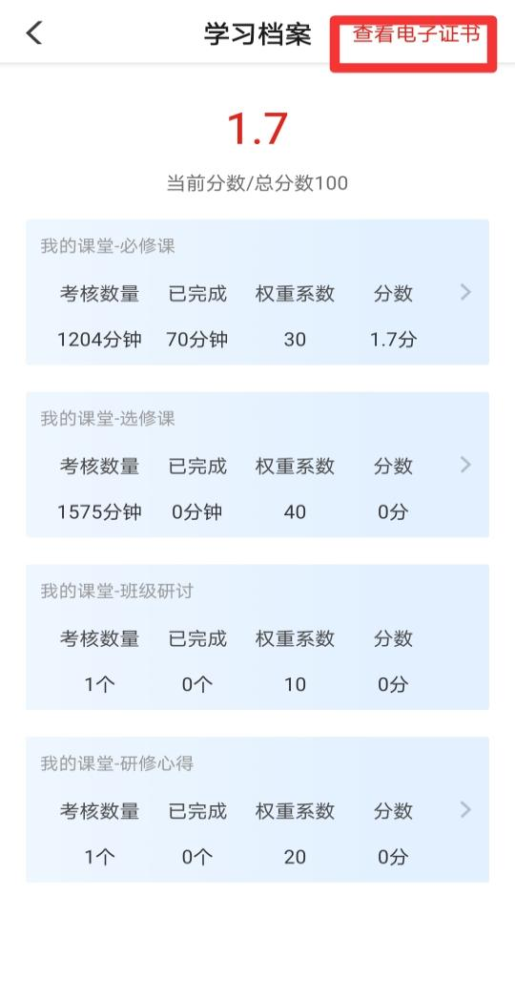 学习档案 查看电子证书
1.7
当前分数/总分数100
我的课堂-必修课
考核数量 已完成 权重系数 分数
1204分钟 70分钟 30 1.7分
我的课堂-选修课
考核数量 已完成 权重系数 分数
1575分钟 0分钟 40 0分
我的课堂-班级研讨
考核数量 已完成 权重系数 分数
1个 0个 10 0分
我的课堂-研修心得
考核数量 已完成 权重系数 分数
1个 0个 20 0分